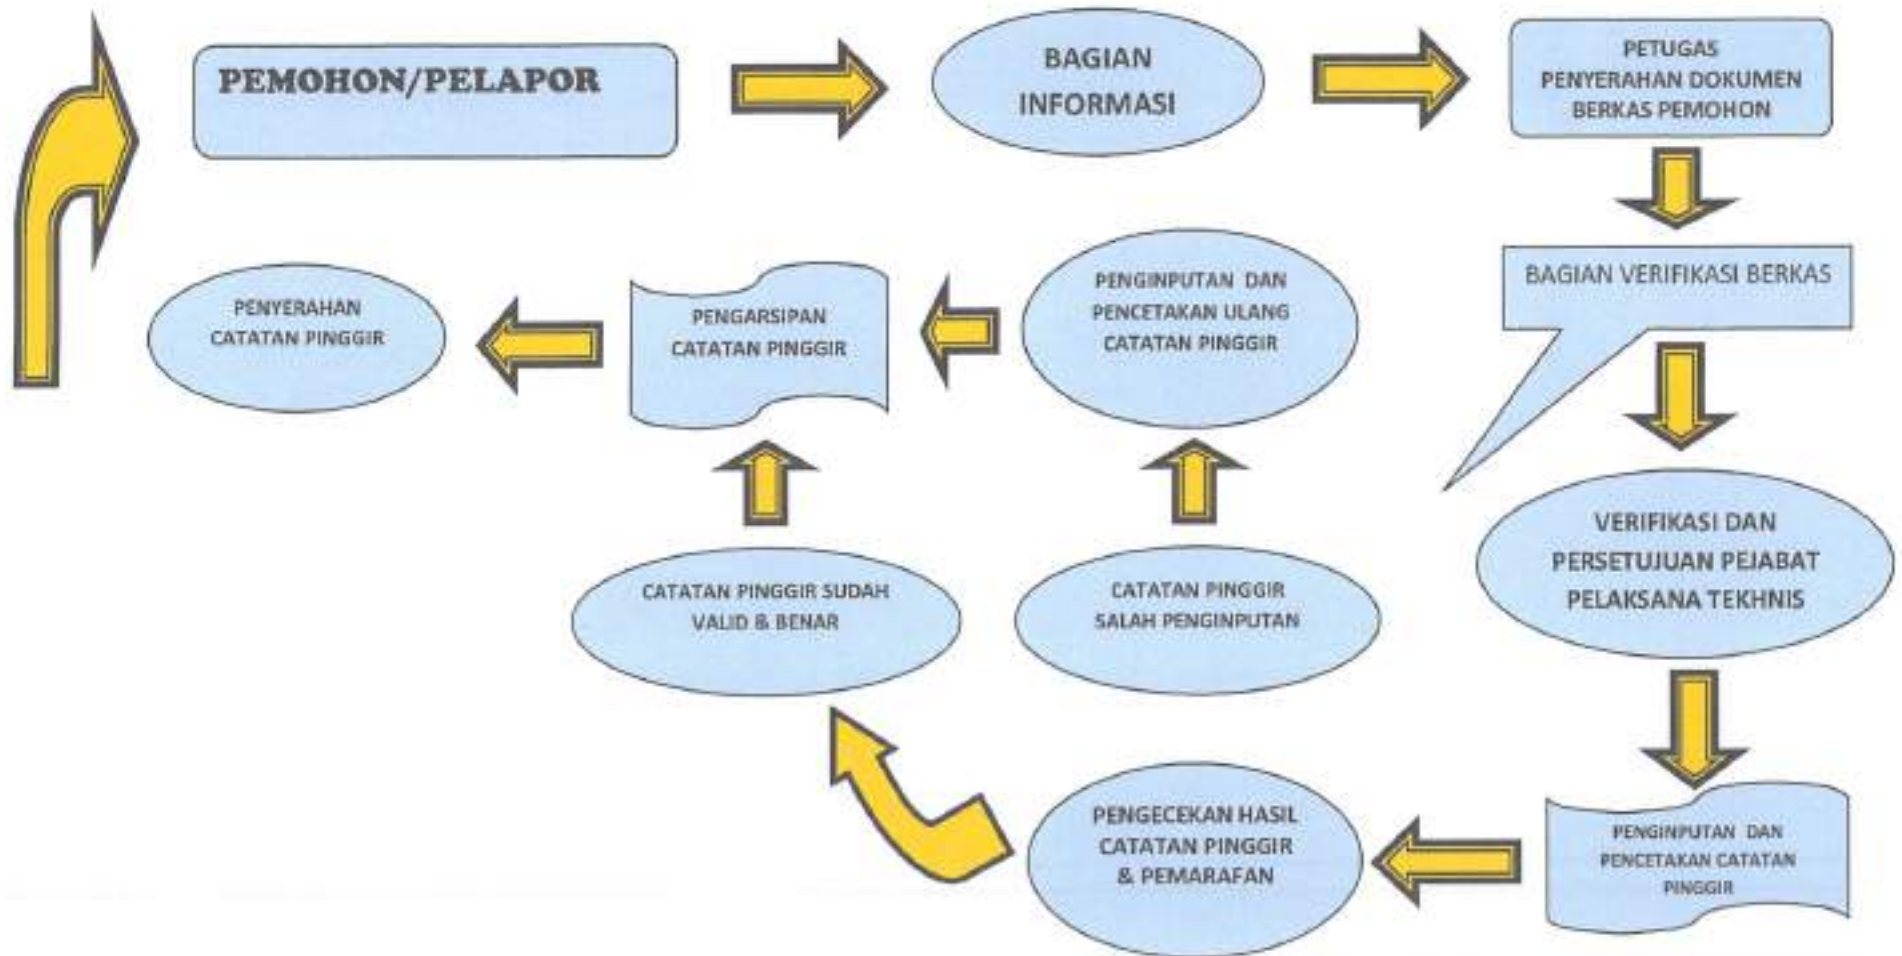 PEMOHON/PELAPOR
BAGIAN
INFORMASI
PETUGAS
PENYERAHAN DOKUMEN
BERKAS PEMOHON
BAGIAN VERIFIKASI BERKAS
VERIFIKASI DAN
PERSETUJUAN PEJABAT
PELAKSANA TEKHNIS
PENGINPUTAN DAN
PENCETAKAN CATATAN
PINGGIR
PENGECEKAN HASIL
CATATAN PINGGIR
& PEMARAFAN
CATATAN PINGGIR SUDAH
VALID & BENAR
CATATAN PINGGIR
SALAH PENGINPUTAN
PENGINPUTAN DAN
PENCETAKAN ULANG
CATATAN PINGGIR
PENGARSIPAN
CATATAN PINGGIR
PENYERAHAN
CATATAN PINGGIR